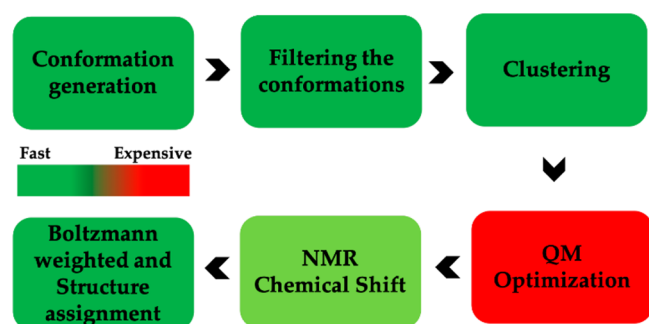 Conformation
generation
Filtering the
conformations
Clustering
Fast Expensive
Boltzmann
weighted and
Structure
assignment
NMR
Chemical Shift
QM
Optimization